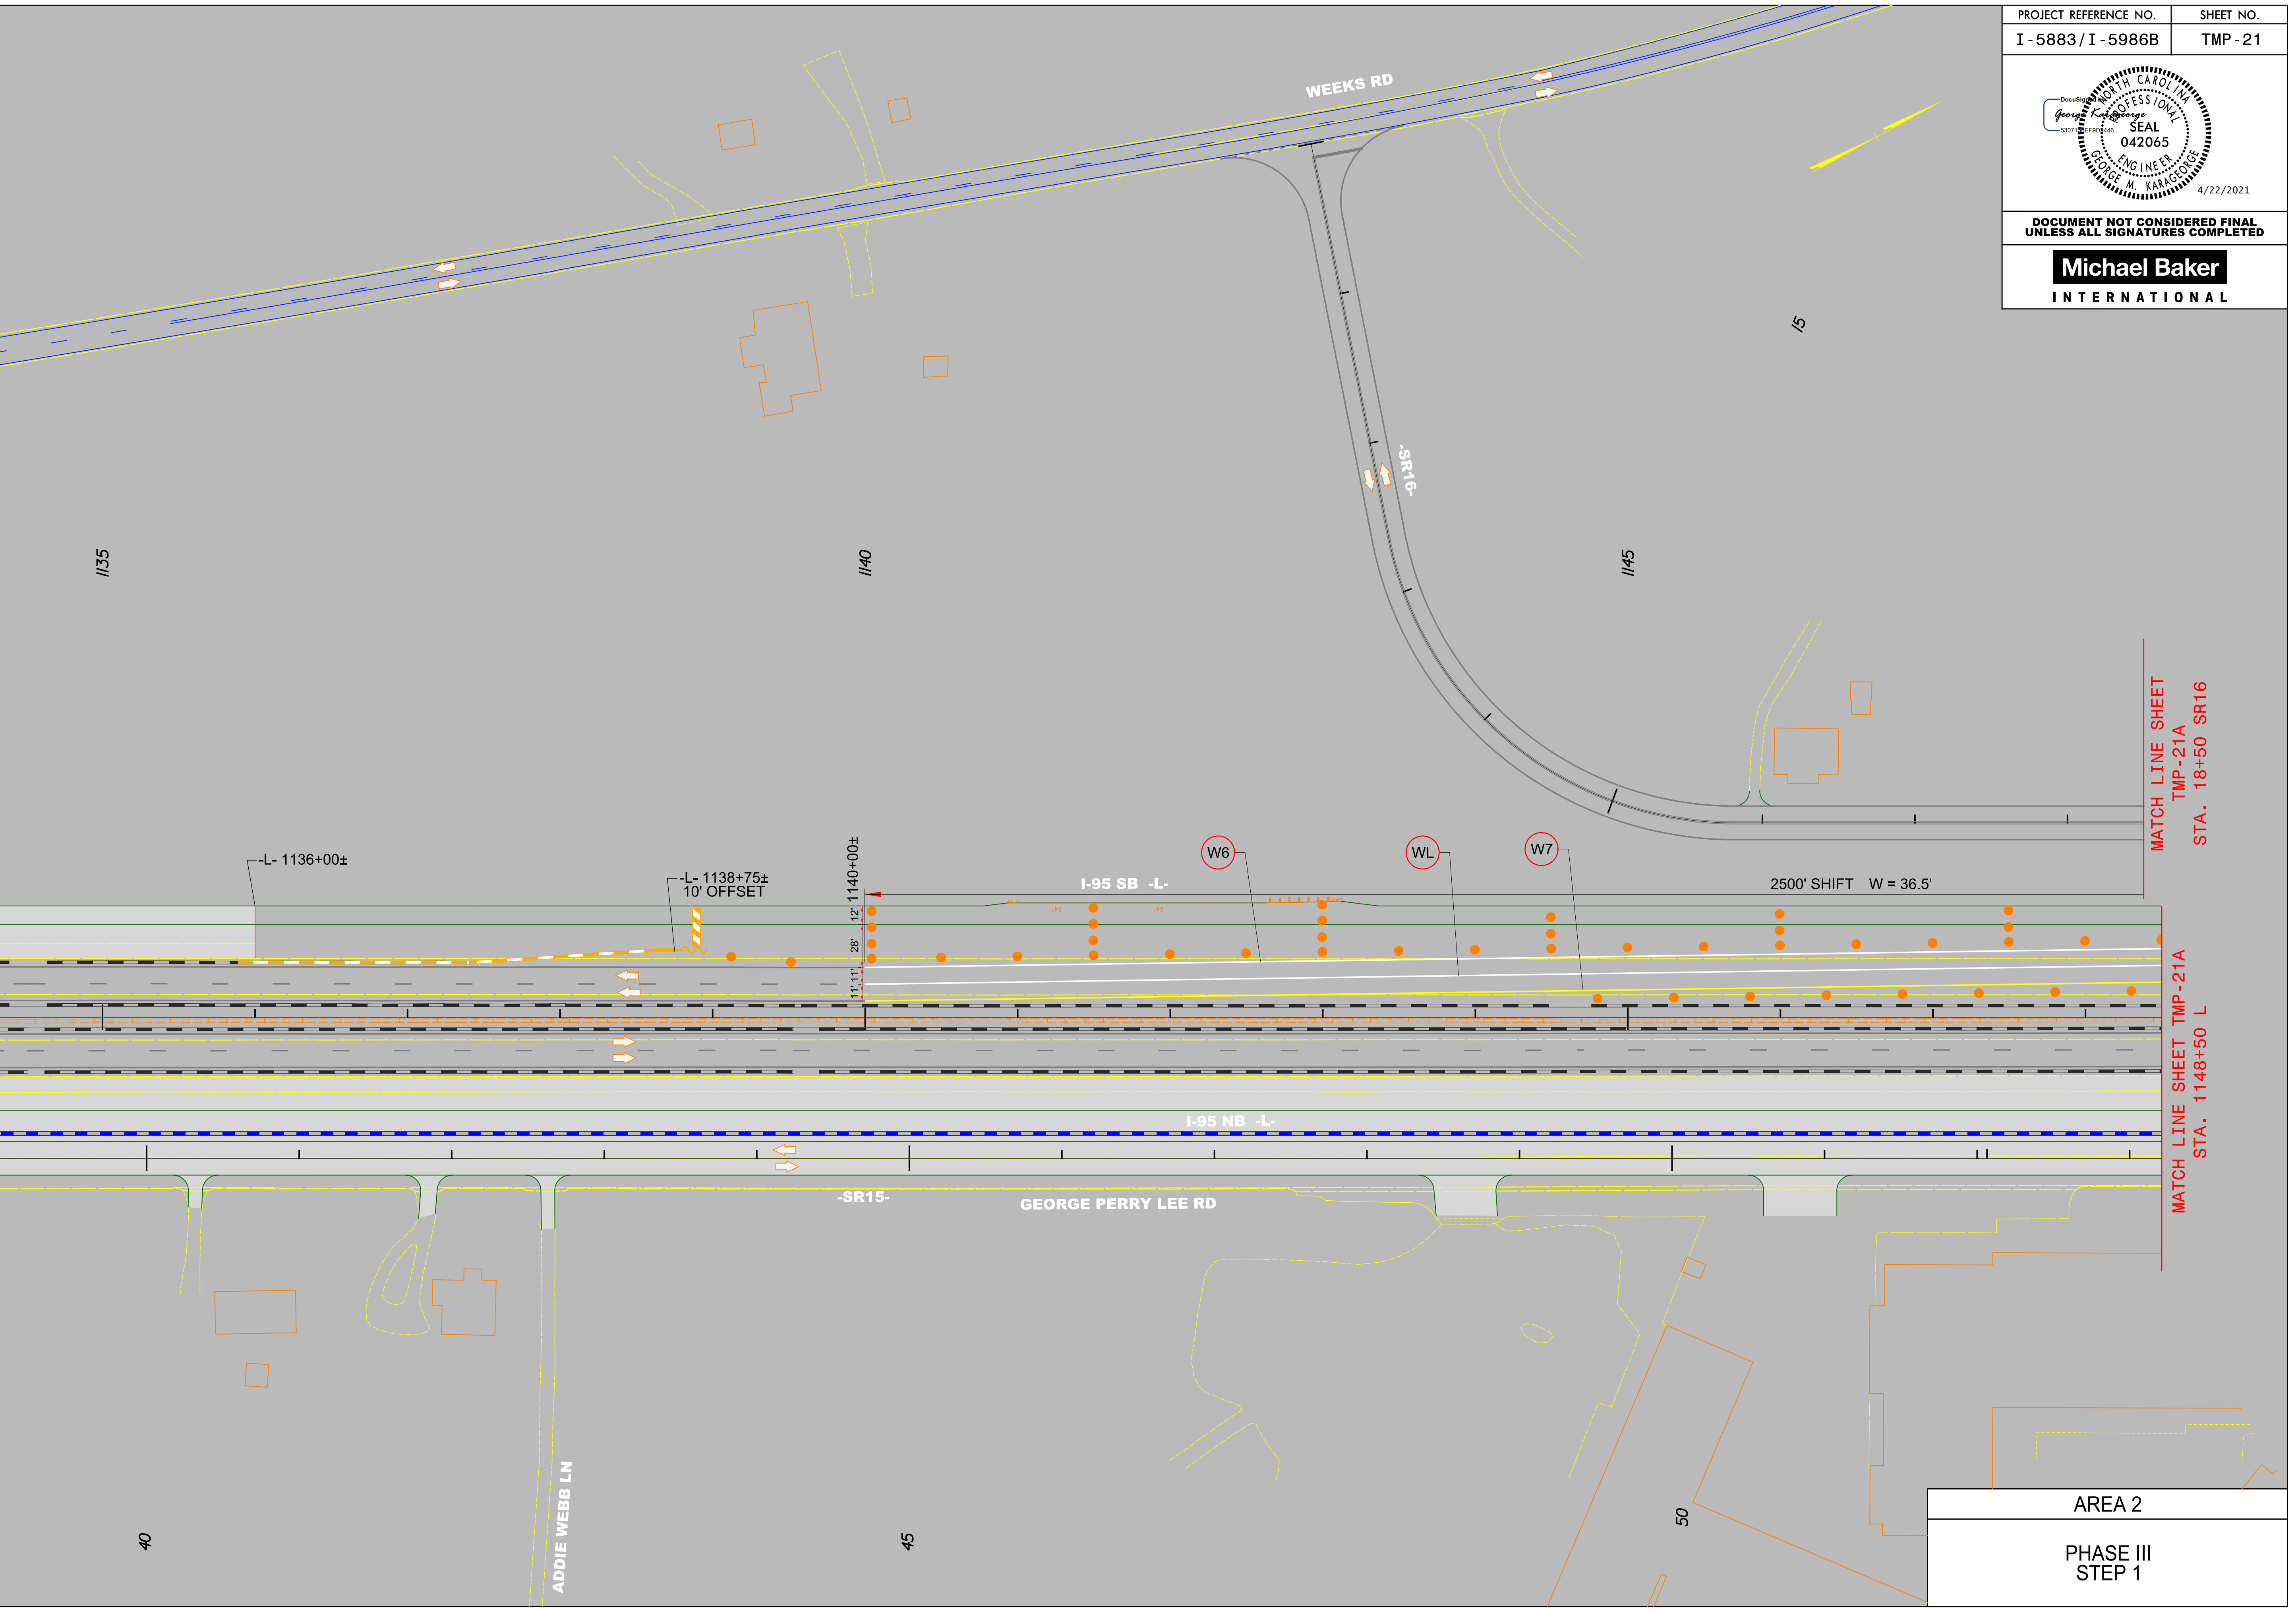 PROJECT REFERENCE NO.
SHEET NO.
I-5883/I-5986B
TMP-21
NORTH CAROLINA
PROFESSIONAL
SEAL
042065
ENGINEER
GEORGE M. KARAGEORGE
4/22/2021
DOCUMENT NOT CONSIDERED FINAL
UNLESS ALL SIGNATURES COMPLETED
Michael Baker
INTERNATIONAL
WEEKS RD
15
-SR16-
1135
1140
1145
MATCH LINE SHEET
TMP-21A
STA. 18+50 SR16
-L- 1136+00±
-L- 1138+75±
10' OFFSET
1140+00±
12'
28'
11'
11'
W6
WL
W7
I-95 SB -L-
2500' SHIFT W = 36.5'
MATCH LINE SHEET TMP-21A
STA. 1148+50 L
I-95 NB -L-
-SR15-
GEORGE PERRY LEE RD
ADDIE WEBB LN
40
45
50
AREA 2
PHASE III
STEP 1